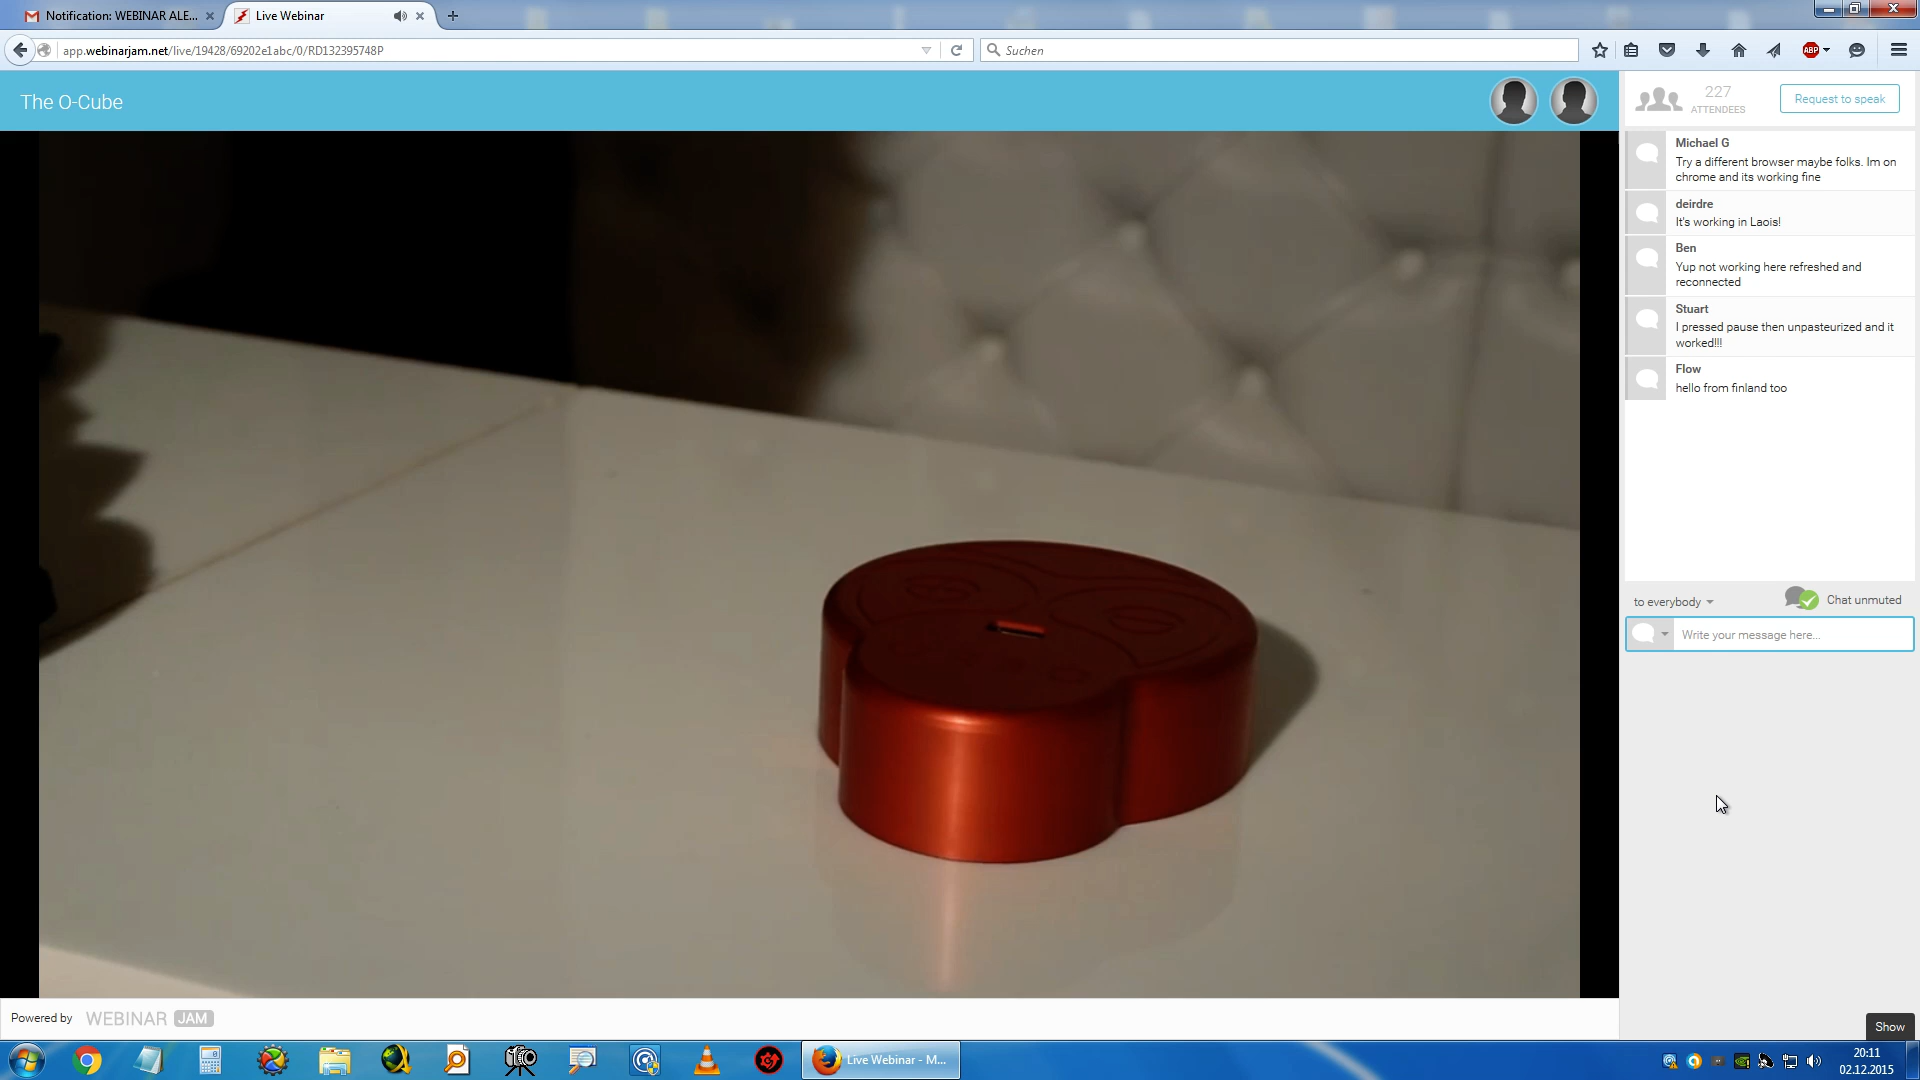 Notification: WEBINAR ALE...
Live Webinar
app.webinarjam.net/live/19428/69202e1abc/0/RD132395748P
Suchen
ABP
The O-Cube
227
ATTENDEES
Request to speak
Michael G
Try a different browser maybe folks. Im on
chrome and its working fine
deirdre
It's working in Laois!
Ben
Yup not working here refreshed and
reconnected
Stuart
I pressed pause then unpasteurized and it
worked!!!
Flow
hello from finland too
to everybody
Chat unmuted
Write your message here...
Powered by WEBINAR JAM
Show
Live Webinar - M...
20:11
02.12.2015